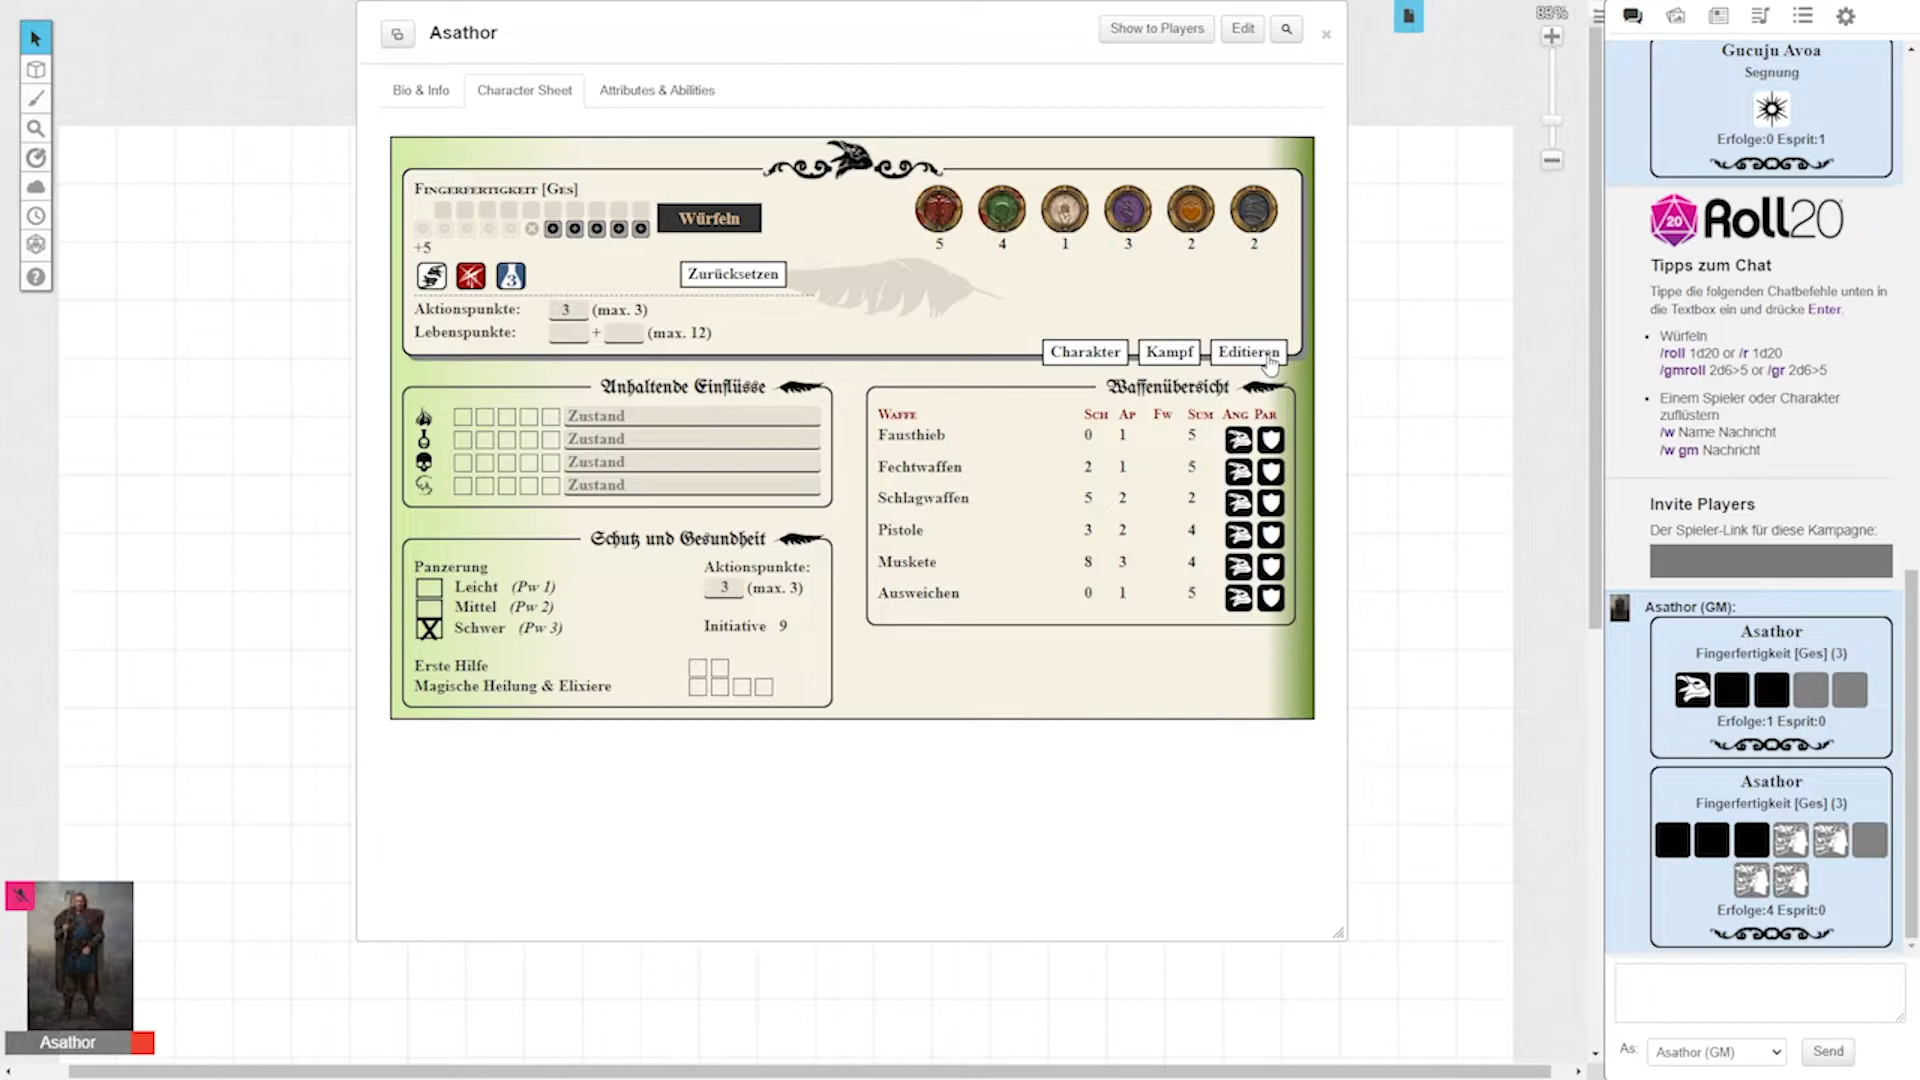 Asathor
Show to Players
Edit
83%
Bio & Info
Character Sheet
Attributes & Abilities
Fingerfertigkeit [Ges]
Würfeln
+5
3
Zurücksetzen
5 4 1 3 2 2
Aktionspunkte: 3 (max. 3)
Lebenspunkte: + (max. 12)
Charakter
Kampf
Editieren
Anhaltende Einflüsse
Zustand
Zustand
Zustand
Zustand
Schutz und Gesundheit
Panzerung
Leicht (Pw 1)
Mittel (Pw 2)
Schwer (Pw 3)
Aktionspunkte:
3 (max. 3)
Initiative 9
Erste Hilfe
Magische Heilung & Elixiere
Waffenübersicht
Waffe Sch Ap Fw Sum Ang Par
Fausthieb 0 1 5
Fechtwaffen 2 1 5
Schlagwaffen 5 2 2
Pistole 3 2 4
Muskete 8 3 4
Ausweichen 0 1 5
Asathor
Gucuju Avoa
Segnung
Erfolge:0 Esprit:1
20
Roll20
Tipps zum Chat
Tippe die folgenden Chatbefehle unten in
die Textbox ein und drücke Enter.
Würfeln
/roll 1d20 or /r 1d20
/gmroll 2d6>5 or /gr 2d6>5
Einem Spieler oder Charakter
zuflüstern
/w Name Nachricht
/w gm Nachricht
Invite Players
Der Spieler-Link für diese Kampagne:
Asathor (GM):
Asathor
Fingerfertigkeit [Ges] (3)
Erfolge:1 Esprit:0
Asathor
Fingerfertigkeit [Ges] (3)
Erfolge:4 Esprit:0
As: Asathor (GM)
Send